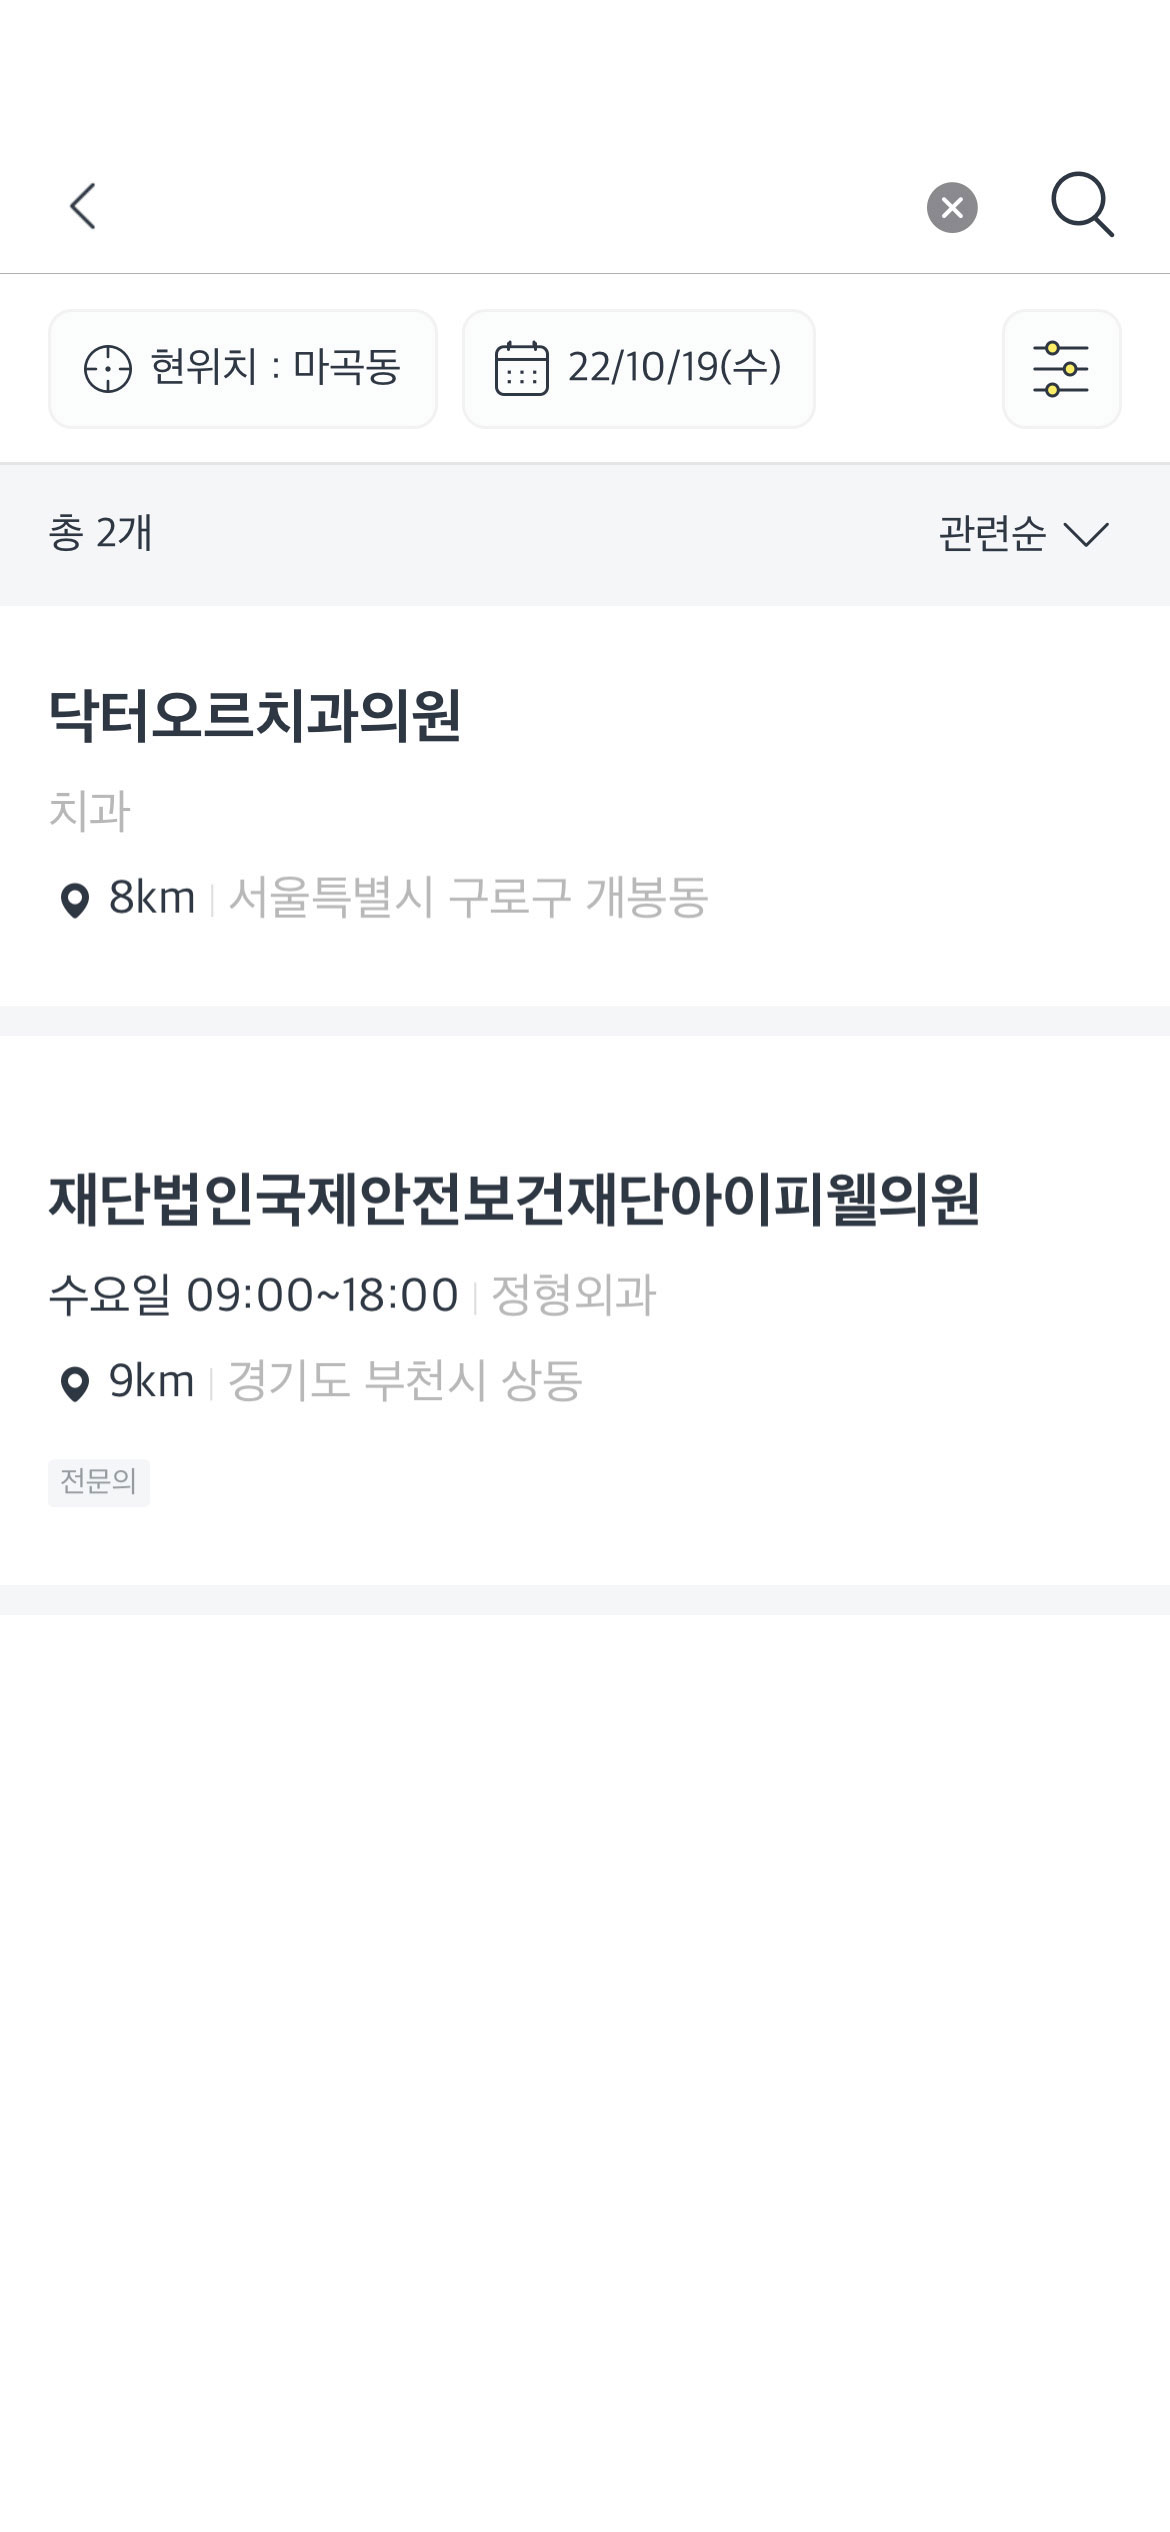 현위치 : 마곡동
22/10/19(수)
총 2개
관련순
닥터오르치과의원
치과
8km 서울특별시 구로구 개봉동
재단법인국제안전보건재단아이피웰의원
수요일 09:00~18:00 정형외과
9km 경기도 부천시 상동
전문의